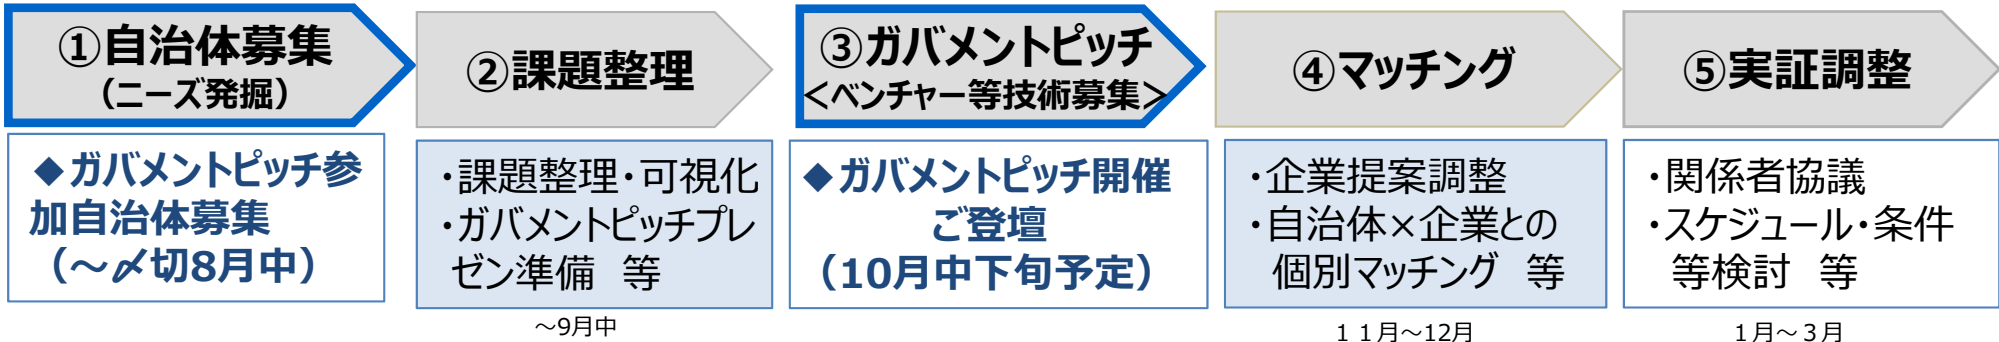 ①自治体募集
（ニーズ発掘）
◆ガバメントピッチ参
加自治体募集
（～〆切8月中）
②課題整理
・課題整理・可視化
・ガバメントピッチプレ
ゼン準備　等
～9月中
③ガバメントピッチ
＜ベンチャー等技術募集＞
◆ガバメントピッチ開催
ご登壇
（10月中下旬予定）
④マッチング
・企業提案調整
・自治体×企業との
個別マッチング　等
１１月～12月
⑤実証調整
・関係者協議
・スケジュール・条件
等検討　等
1月～３月